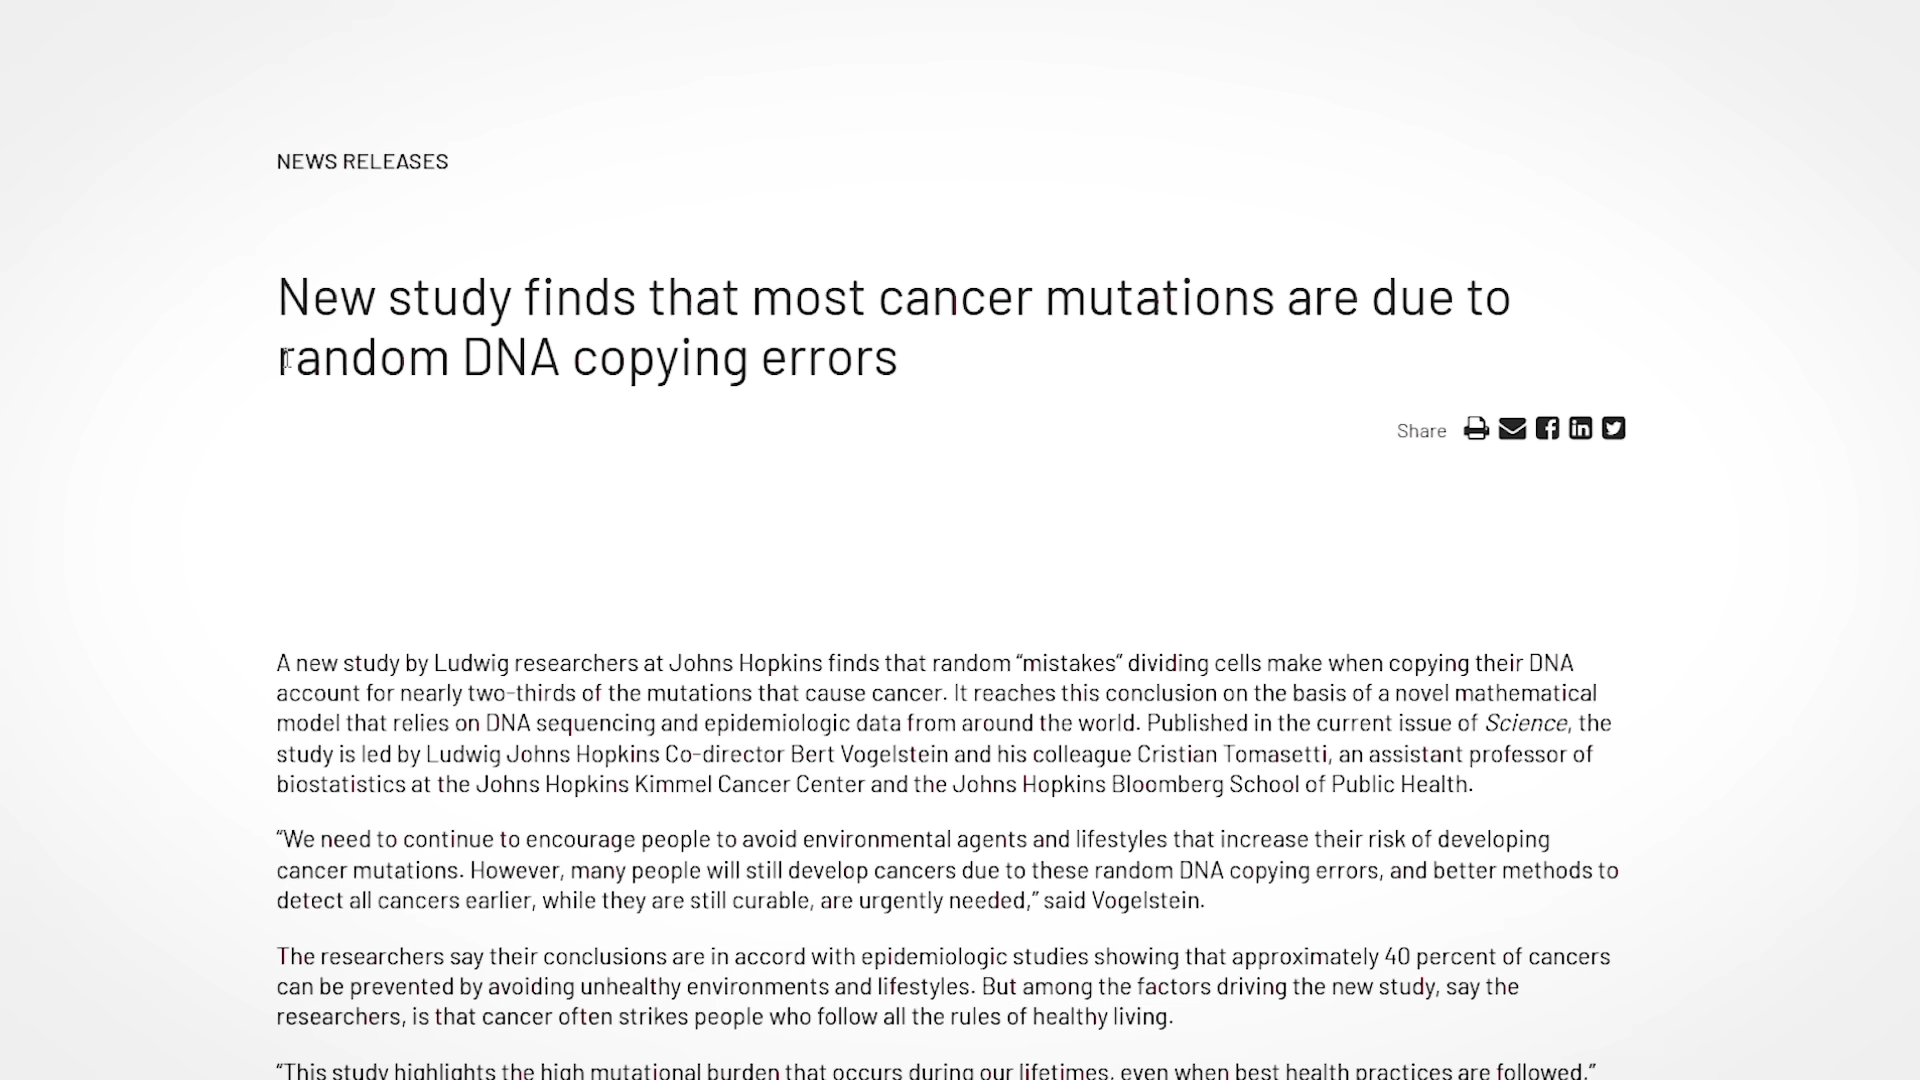 NEWS RELEASES
New study finds that most cancer mutations are due to
random DNA copying errors
Share
A new study by Ludwig researchers at Johns Hopkins finds that random “mistakes” dividing cells make when copying their DNA
account for nearly two-thirds of the mutations that cause cancer. It reaches this conclusion on the basis of a novel mathematical
model that relies on DNA sequencing and epidemiologic data from around the world. Published in the current issue of Science, the
study is led by Ludwig Johns Hopkins Co-director Bert Vogelstein and his colleague Cristian Tomasetti, an assistant professor of
biostatistics at the Johns Hopkins Kimmel Cancer Center and the Johns Hopkins Bloomberg School of Public Health.
“We need to continue to encourage people to avoid environmental agents and lifestyles that increase their risk of developing
cancer mutations. However, many people will still develop cancers due to these random DNA copying errors, and better methods to
detect all cancers earlier, while they are still curable, are urgently needed,” said Vogelstein.
The researchers say their conclusions are in accord with epidemiologic studies showing that approximately 40 percent of cancers
can be prevented by avoiding unhealthy environments and lifestyles. But among the factors driving the new study, say the
researchers, is that cancer often strikes people who follow all the rules of healthy living.
“This study highlights the high mutational burden that occurs during our lifetimes, even when best health practices are followed,”